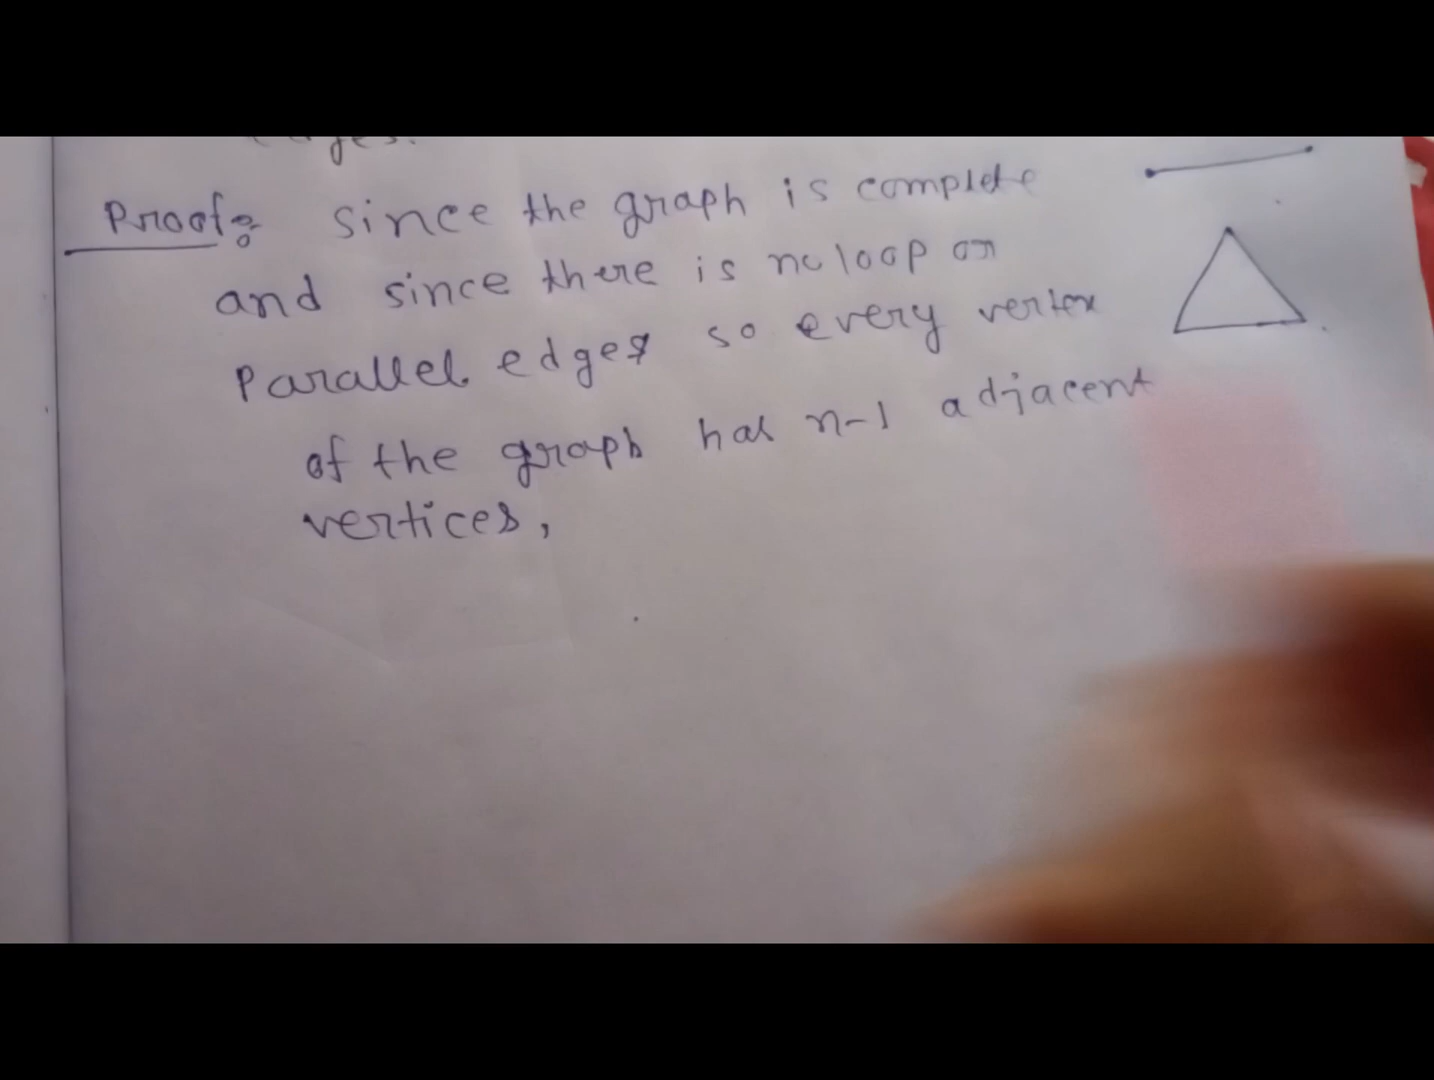 Proof: since the graph is complete
and since there is no loop or
parallel edges so every vertex
of the graph has n-1 adjacent
vertices,